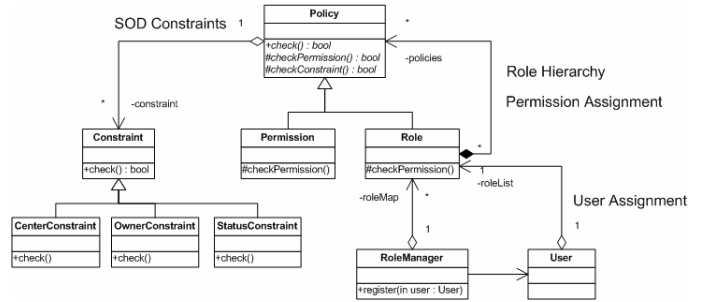 Policy
SOD Constraints
1
*
+check() : bool
#checkPermission() : bool
#checkConstraint() : bool
-policies
Role Hierarchy
*
-constraint
Permission Assignment
Constraint
Permission
Role
*
+check() : bool
#checkPermission()
#checkPermission()
1
-roleList
-roleMap
*
User Assignment
CenterConstraint
OwnerConstraint
StatusConstraint
1
1
+check()
+check()
+check()
RoleManager
User
+register(in user : User)